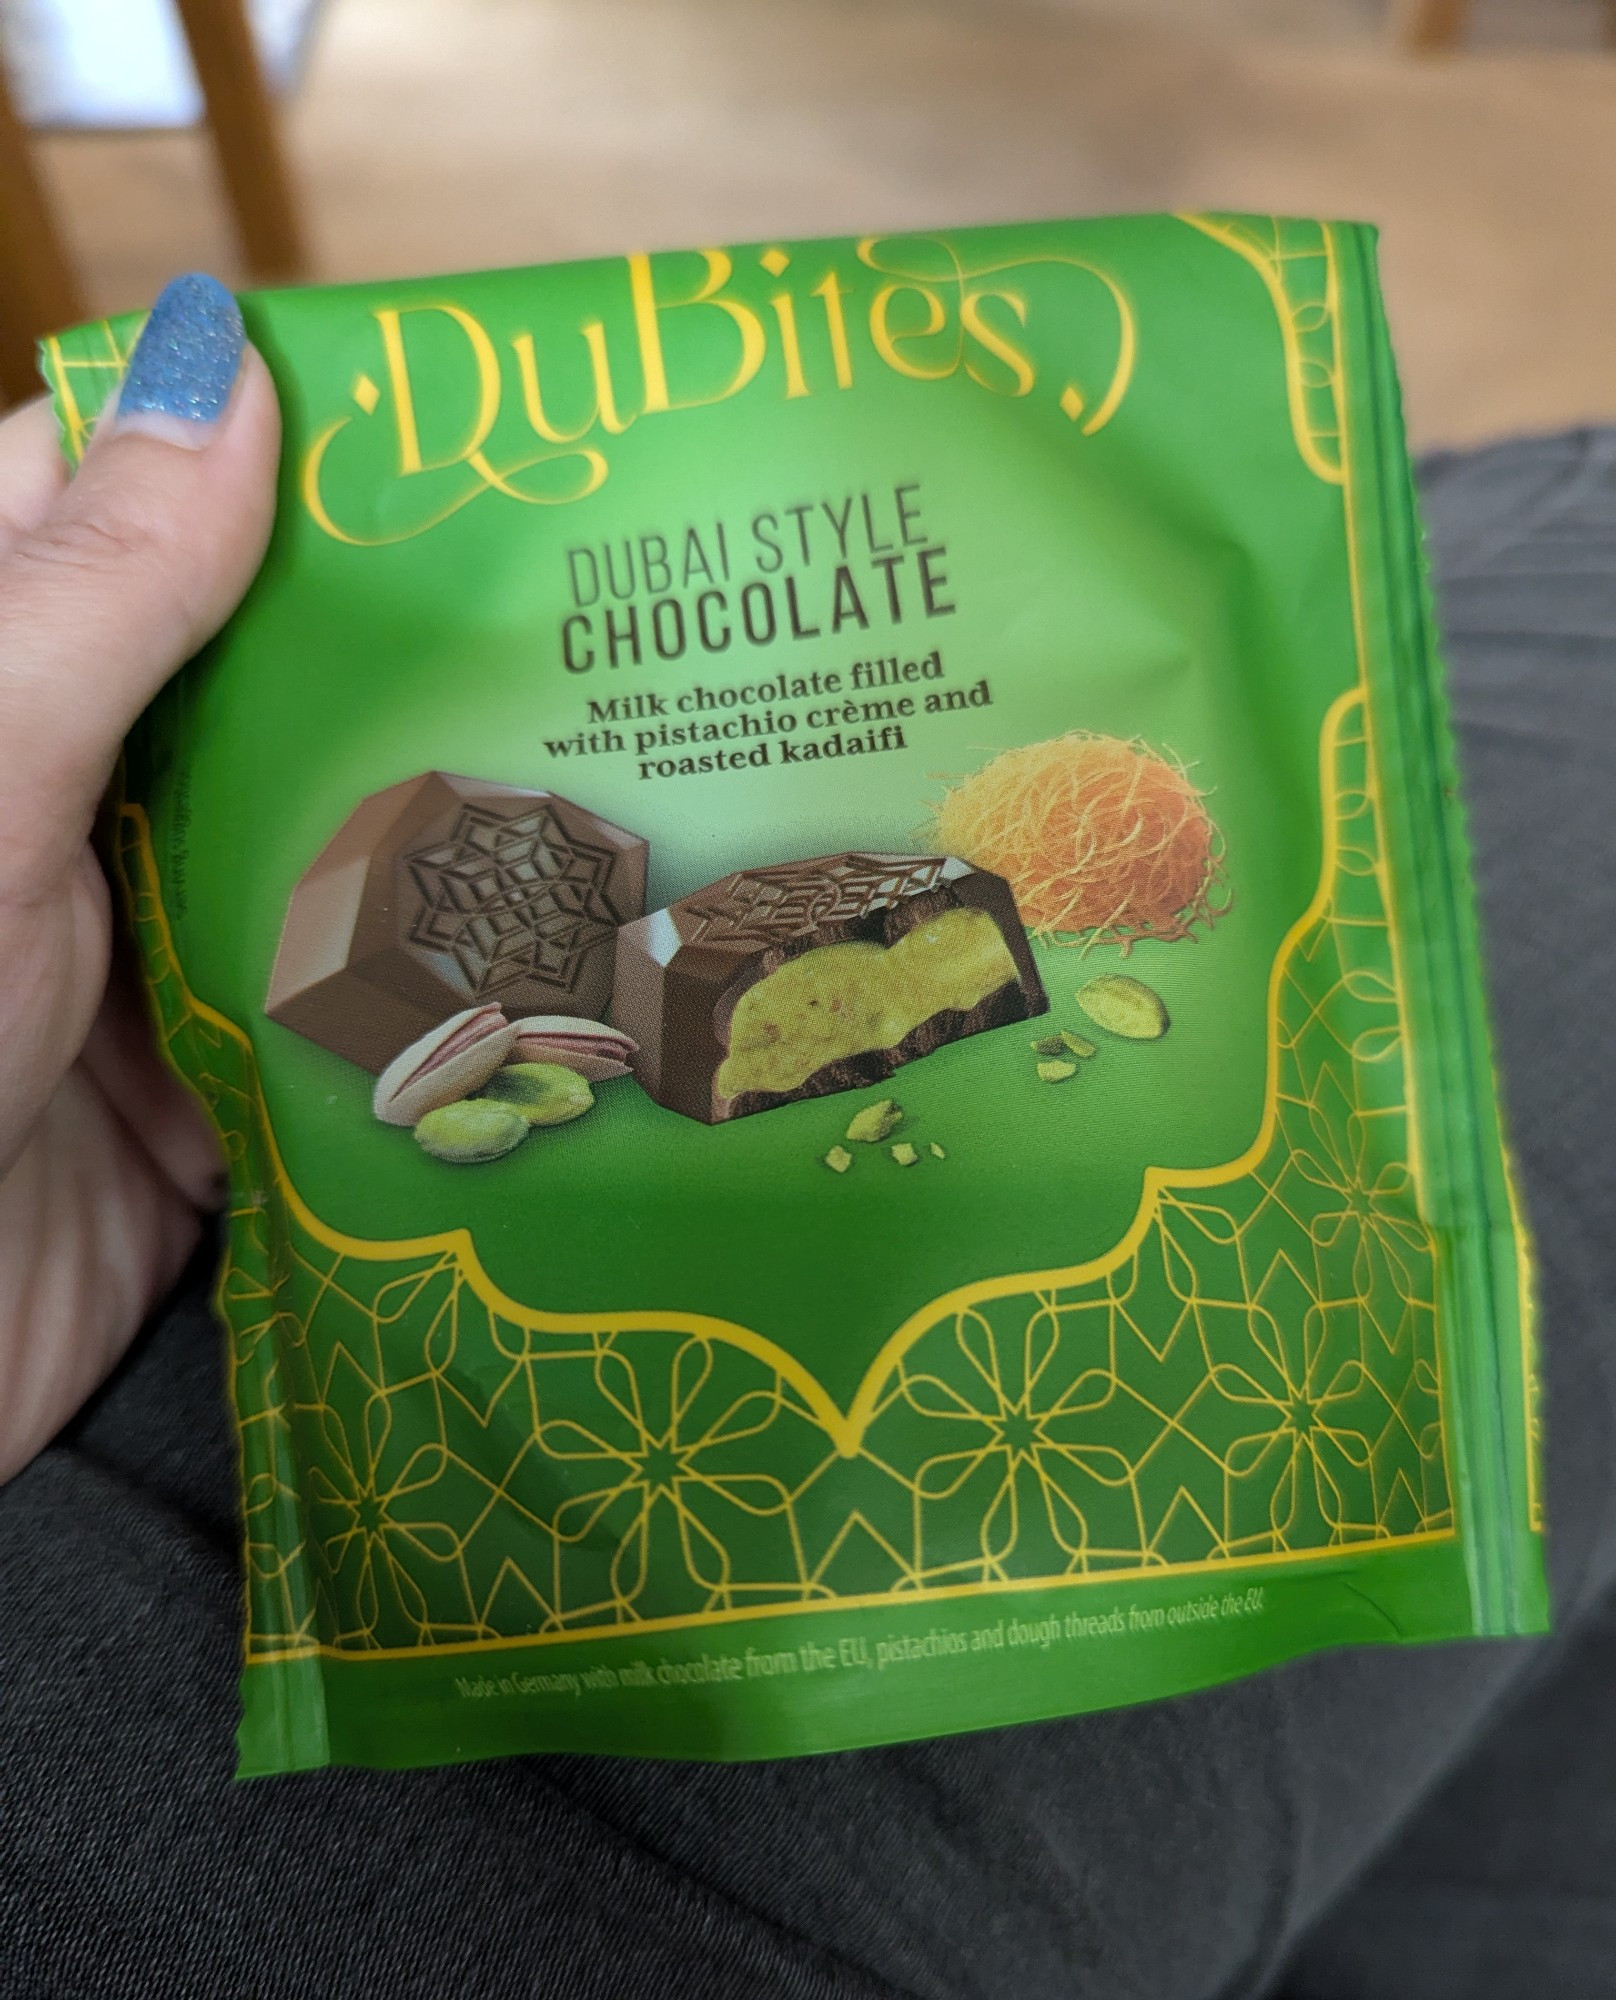 DuBites
DUBAI STYLE
CHOCOLATE
Milk chocolate filled
with pistachio crème and
roasted kadaifi
Made in Germany with milk chocolate from the EU, pistachios and dough threads from outside the EU.